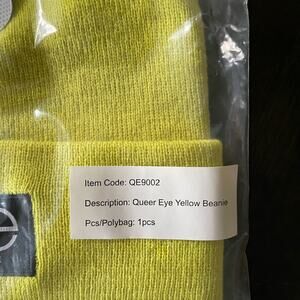 Item Code: QE9002
Description: Queer Eye Yellow Beanie
Pcs/Polybag: 1pcs